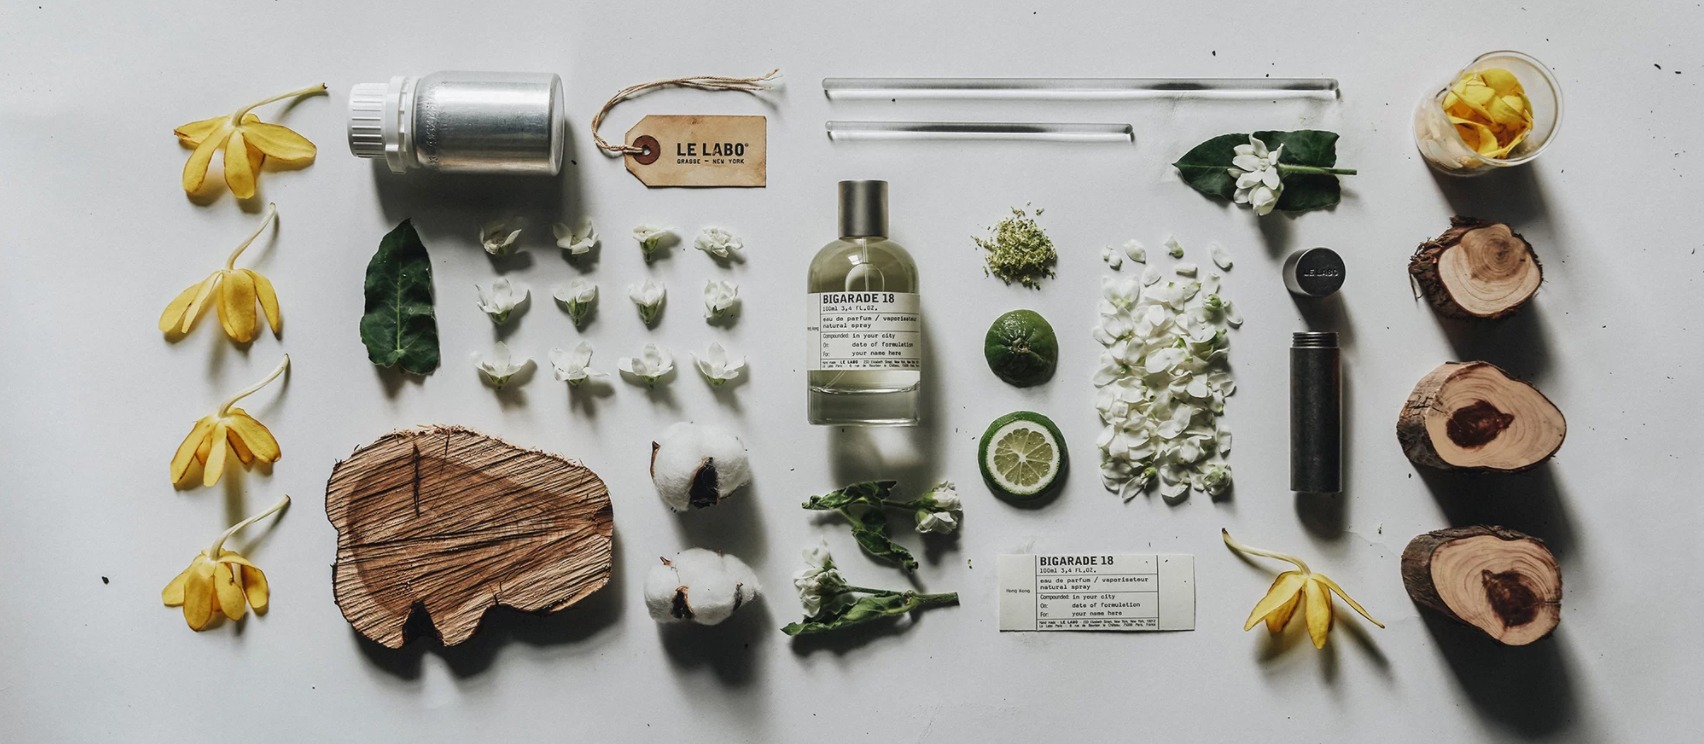 LE LABO®
GRASSE — NEW YORK
LE LABO
BIGARADE 18
100ml 3,4 FL.OZ.
eau de parfum / vaporisateur
natural spray
Compounded: in your city
On: date of formulation
For: your name here
BIGARADE 18
100ml 3,4 FL.OZ.
eau de parfum / vaporisateur
natural spray
Hong Kong
Compounded: in your city
On: date of formulation
For: your name here